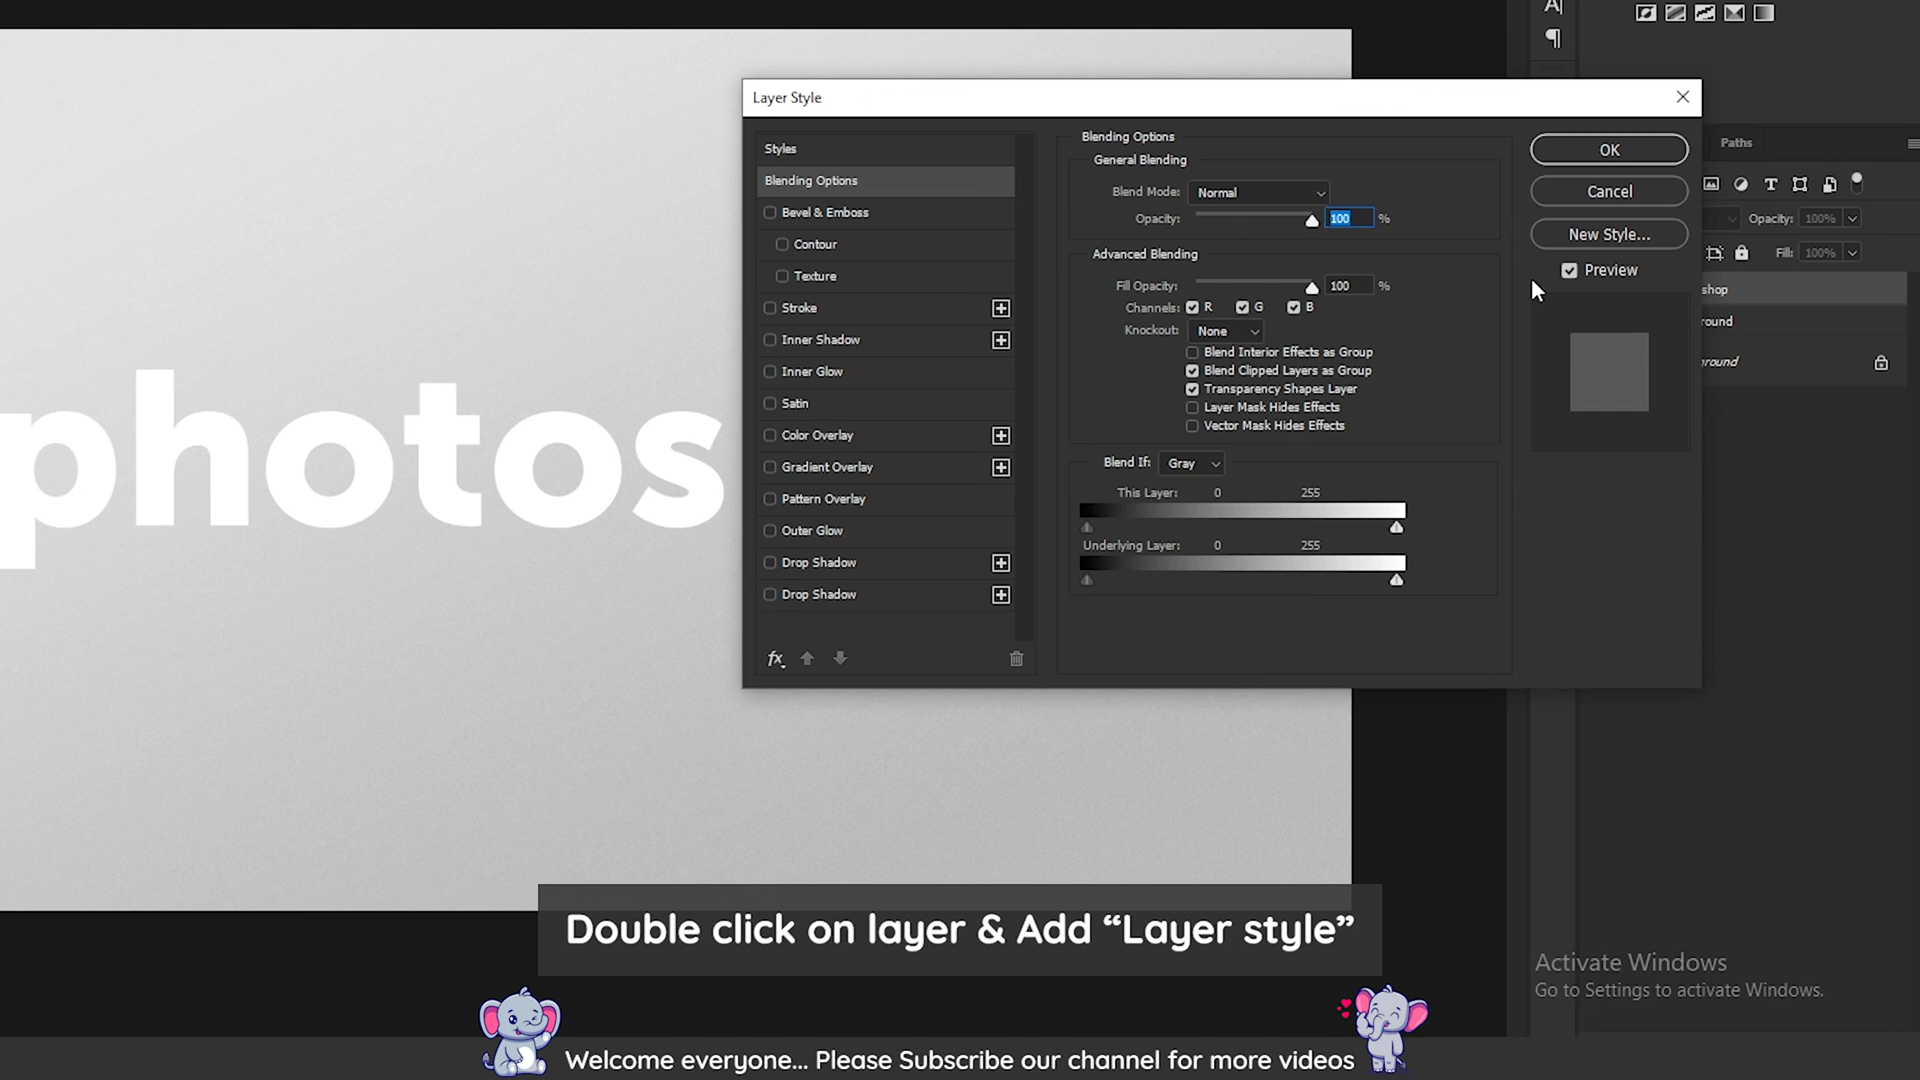 Layer Style
Styles
Blending Options
Bevel & Emboss
Contour
Texture
Stroke
Inner Shadow
Inner Glow
Satin
Color Overlay
Gradient Overlay
Pattern Overlay
Outer Glow
Drop Shadow
Drop Shadow
fx
Blending Options
General Blending
Blend Mode: Normal
Opacity: 100 %
Advanced Blending
Fill Opacity: 100 %
Channels: R G B
Knockout: None
Blend Interior Effects as Group
Blend Clipped Layers as Group
Transparency Shapes Layer
Layer Mask Hides Effects
Vector Mask Hides Effects
Blend If: Gray
This Layer: 0 255
Underlying Layer: 0 255
OK
Cancel
New Style...
Preview
Paths
Opacity: 100%
Fill: 100%
shop
round
ground
photos
Double click on layer & Add “Layer style”
Activate Windows
Go to Settings to activate Windows.
Welcome everyone... Please Subscribe our channel for more videos